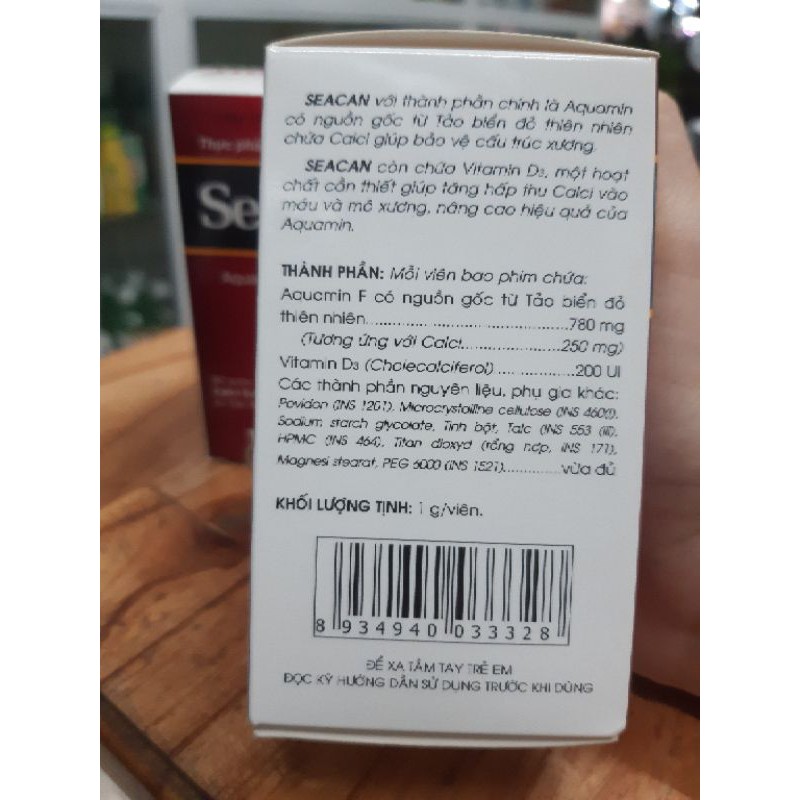 SEACAN với thành phần chính là Aquamin
có nguồn gốc từ Tảo biển đỏ thiên nhiên
chứa Calci giúp bảo vệ cấu trúc xương.
SEACAN còn chứa Vitamin D₃, một hoạt
chất cần thiết giúp tăng hấp thu Calci vào
máu và mô xương, nâng cao hiệu quả của
Aquamin.
THÀNH PHẦN: Mỗi viên bao phim chứa:
Aquamin F có nguồn gốc từ Tảo biển đỏ
thiên nhiên..........780 mg
(Tương ứng với Calci..........250 mg)
Vitamin D₃ (Cholecalciferol)..........200 UI
Các thành phần nguyên liệu, phụ gia khác:
Povidon (INS 1201), Microcrystalline cellulose (INS 460(i)),
Sodium starch glycolate, Tinh bột, Talc (INS 553 (iii)),
HPMC (INS 464), Titan dioxyd (tổng hợp, INS 171),
Magnesi stearat, PEG 6000 (INS 1521)..........vừa đủ
KHỐI LƯỢNG TỊNH: 1 g/viên.
8 934940 033328
ĐỂ XA TẦM TAY TRẺ EM
ĐỌC KỸ HƯỚNG DẪN SỬ DỤNG TRƯỚC KHI DÙNG
Thực phẩ
Se